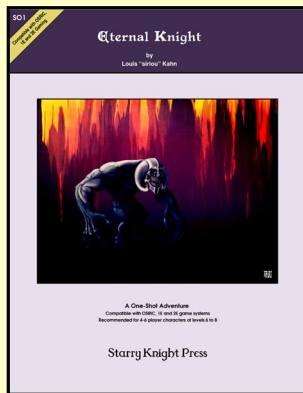 SO1
Compatible with OSRIC,
1E and 2E Gaming
Eternal Knight
by
Louis "sirlou" Kahn
A One-Shot Adventure
Compatible with OSRIC, 1E and 2E game systems
Recommended for 4-6 player characters of levels 6 to 8
Starry Knight Press